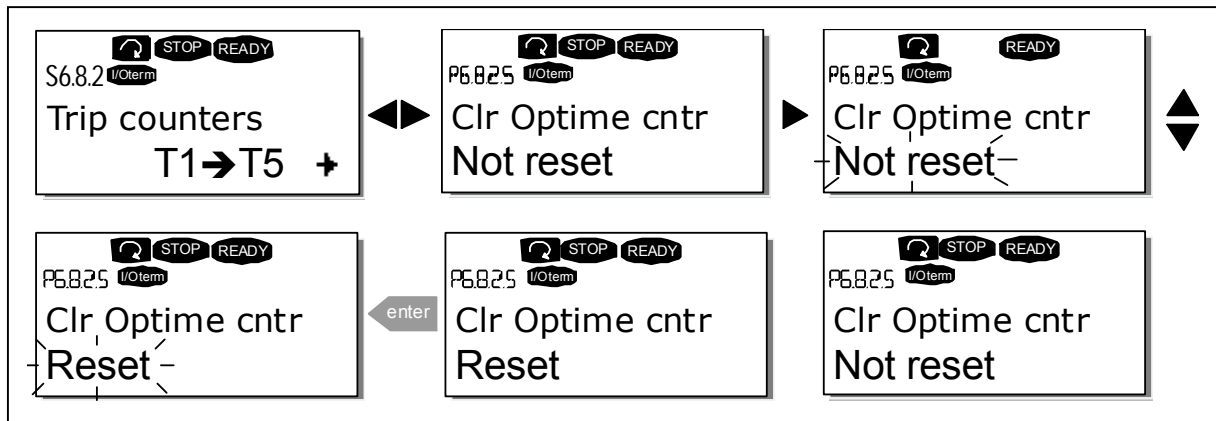 STOP READY
S6.8.2 I/Oterm
Trip counters
T1➔T5
STOP READY
P6.8.2.5 I/Oterm
Clr Optime cntr
Not reset
READY
P6.8.2.5 I/Oterm
Clr Optime cntr
Not reset
STOP READY
P6.8.2.5 I/Oterm
Clr Optime cntr
Reset
enter
STOP READY
P6.8.2.5 I/Oterm
Clr Optime cntr
Reset
STOP READY
P6.8.2.5 I/Oterm
Clr Optime cntr
Not reset